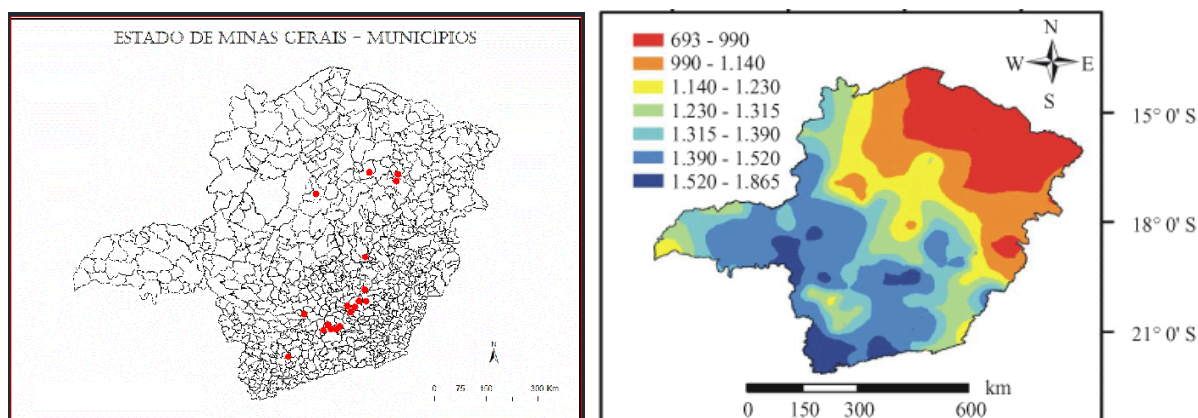 ESTADO DE MINAS GERAIS - MUNICÍPIOS
N
0 75 150 300 Km
693 - 990
990 - 1.140
1.140 - 1.230
1.230 - 1.315
1.315 - 1.390
1.390 - 1.520
1.520 - 1.865
N
W E
S
15° 0' S
18° 0' S
21° 0' S
km
0 150 300 600